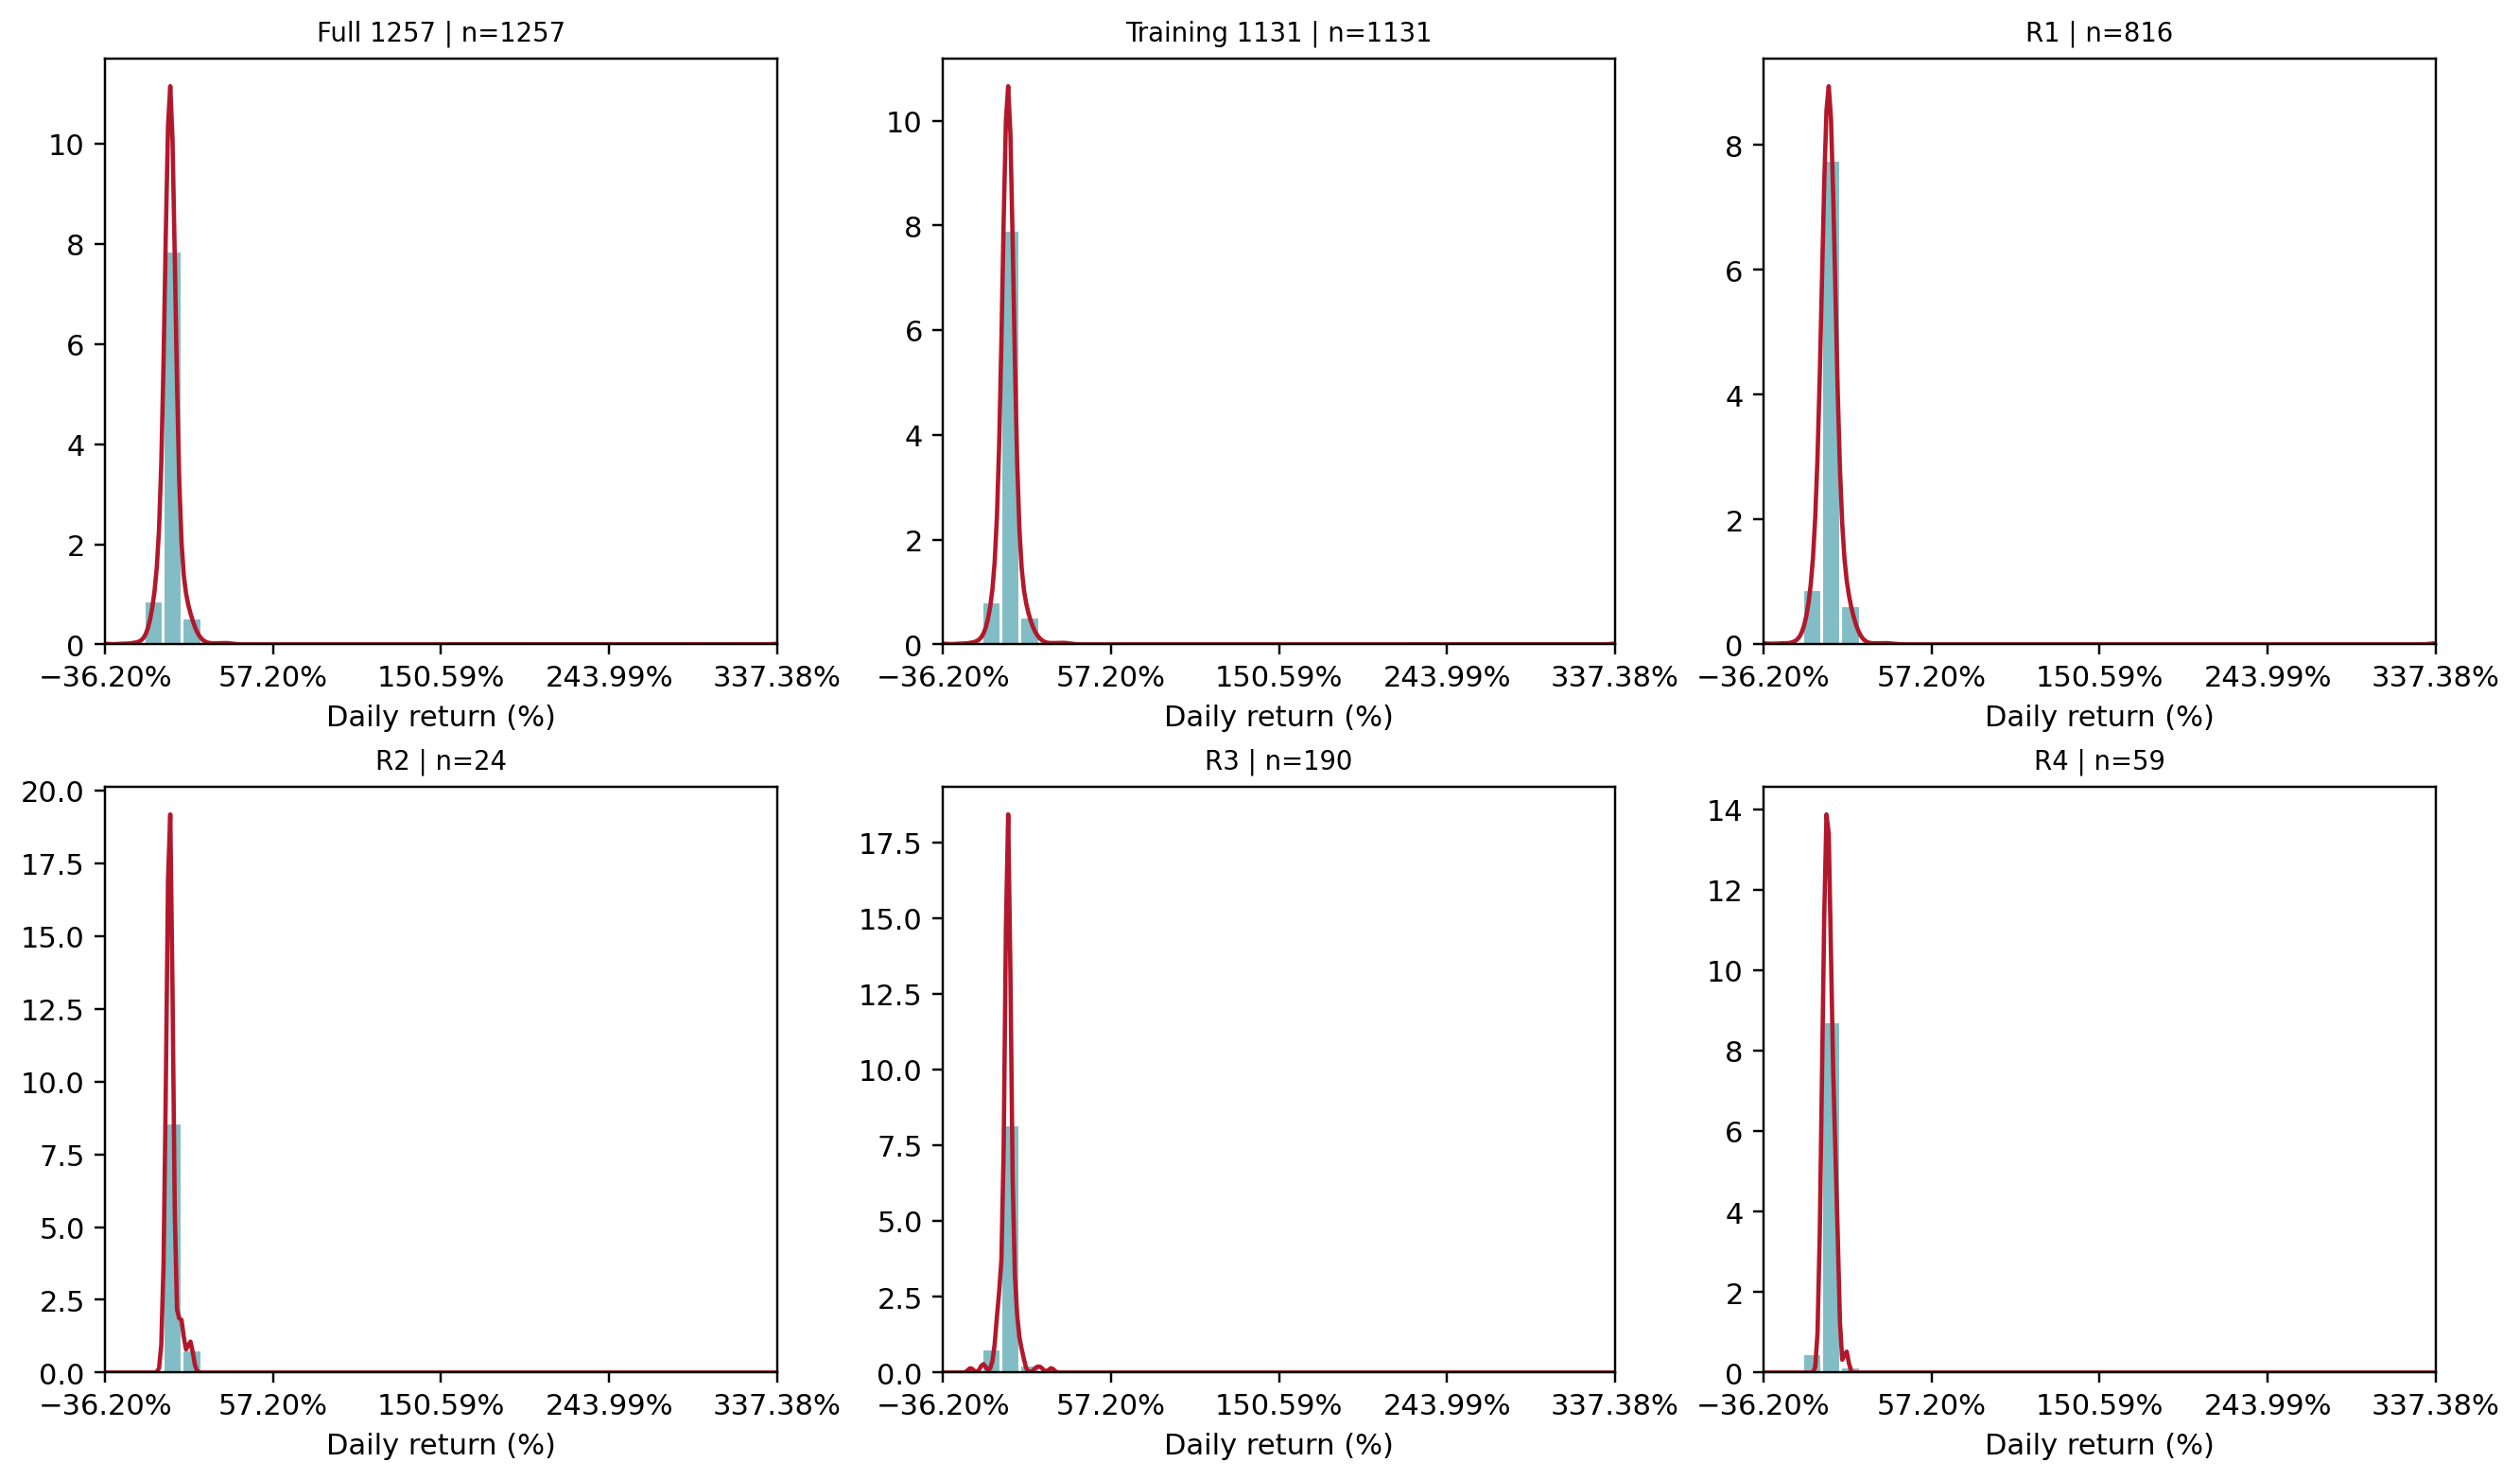 Full 1257 | n=1257
Training 1131 | n=1131
R1 | n=816
10
8
6
4
2
0
−36.20% 57.20% 150.59% 243.99% 337.38%
Daily return (%)
10
8
6
4
2
0
−36.20% 57.20% 150.59% 243.99% 337.38%
Daily return (%)
8
6
4
2
0
−36.20% 57.20% 150.59% 243.99% 337.38%
Daily return (%)
R2 | n=24
R3 | n=190
R4 | n=59
20.0
17.5
15.0
12.5
10.0
7.5
5.0
2.5
0.0
−36.20% 57.20% 150.59% 243.99% 337.38%
Daily return (%)
17.5
15.0
12.5
10.0
7.5
5.0
2.5
0.0
−36.20% 57.20% 150.59% 243.99% 337.38%
Daily return (%)
14
12
10
8
6
4
2
0
−36.20% 57.20% 150.59% 243.99% 337.38%
Daily return (%)